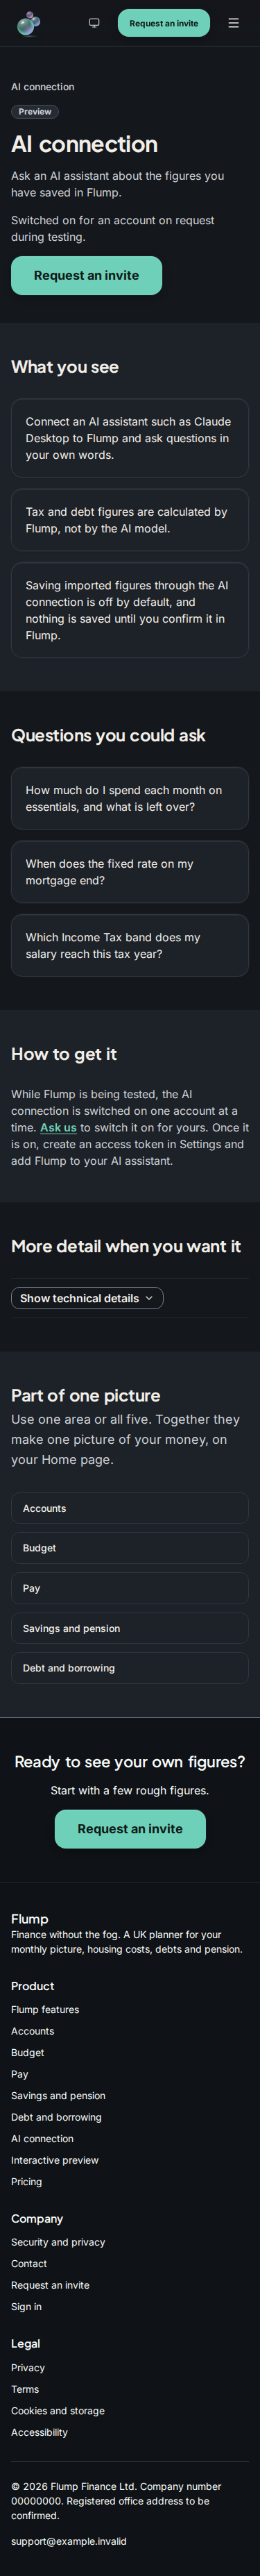 Request an invite
AI connection
Preview
AI connection
Ask an AI assistant about the figures you
have saved in Flump.
Switched on for an account on request
during testing.
Request an invite
What you see
Connect an AI assistant such as Claude
Desktop to Flump and ask questions in
your own words.
Tax and debt figures are calculated by
Flump, not by the AI model.
Saving imported figures through the AI
connection is off by default, and
nothing is saved until you confirm it in
Flump.
Questions you could ask
How much do I spend each month on
essentials, and what is left over?
When does the fixed rate on my
mortgage end?
Which Income Tax band does my
salary reach this tax year?
How to get it
While Flump is being tested, the AI
connection is switched on one account at a
time. Ask us to switch it on for yours. Once it
is on, create an access token in Settings and
add Flump to your AI assistant.
More detail when you want it
Show technical details
Part of one picture
Use one area or all five. Together they
make one picture of your money, on
your Home page.
Accounts
Budget
Pay
Savings and pension
Debt and borrowing
Ready to see your own figures?
Start with a few rough figures.
Request an invite
Flump
Finance without the fog. A UK planner for your
monthly picture, housing costs, debts and pension.
Product
Flump features
Accounts
Budget
Pay
Savings and pension
Debt and borrowing
AI connection
Interactive preview
Pricing
Company
Security and privacy
Contact
Request an invite
Sign in
Legal
Privacy
Terms
Cookies and storage
Accessibility
© 2026 Flump Finance Ltd. Company number
00000000. Registered office address to be
confirmed.
support@example.invalid